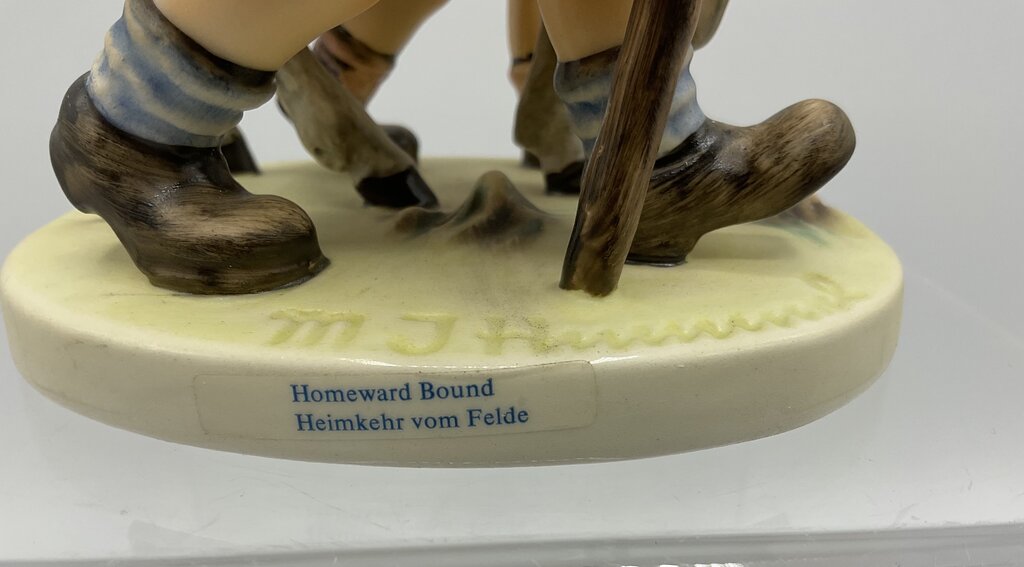 M J Hummel
Homeward Bound
Heimkehr vom Felde